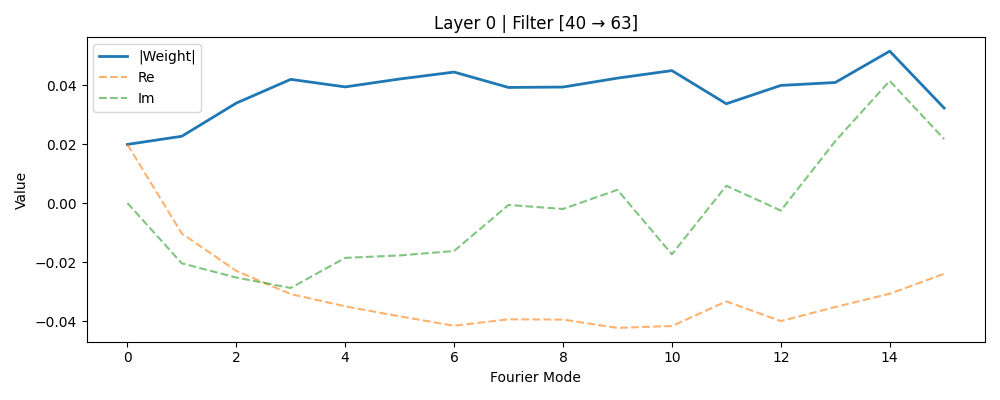 Layer 0 | Filter [40 → 63]
|Weight|
Re
Im
0.04
0.02
0.00
−0.02
−0.04
Value
0 2 4 6 8 10 12 14
Fourier Mode